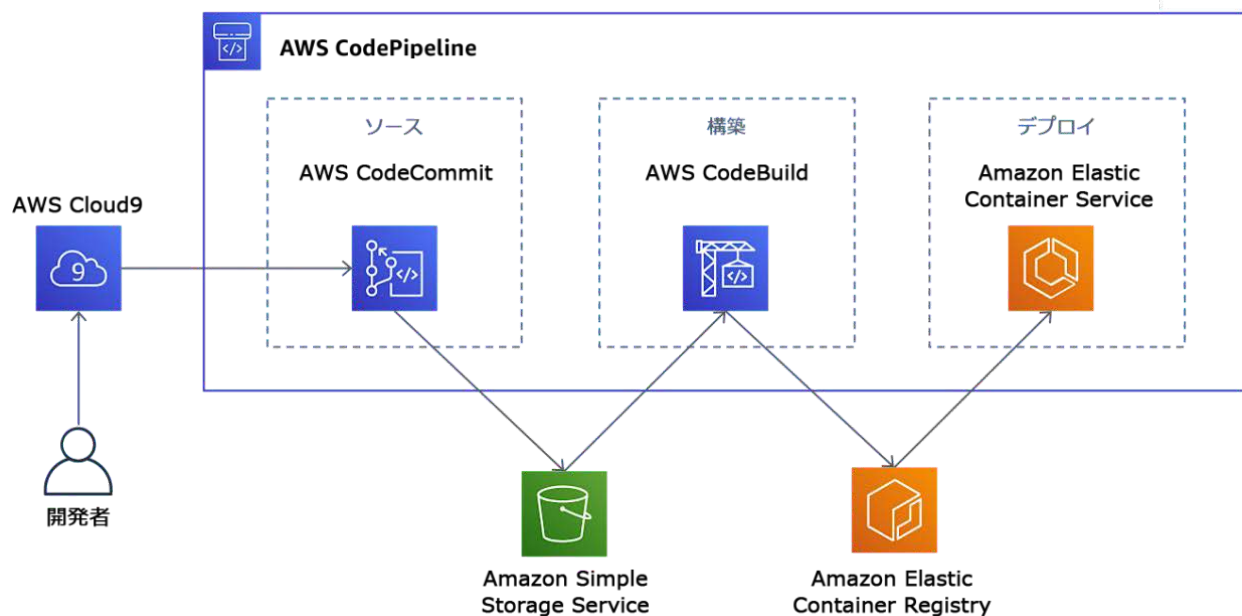 AWS CodePipeline
ソース
AWS CodeCommit
構築
AWS CodeBuild
デプロイ
Amazon Elastic
Container Service
AWS Cloud9
9
</>
</>
</>
開発者
Amazon Simple
Storage Service
Amazon Elastic
Container Registry